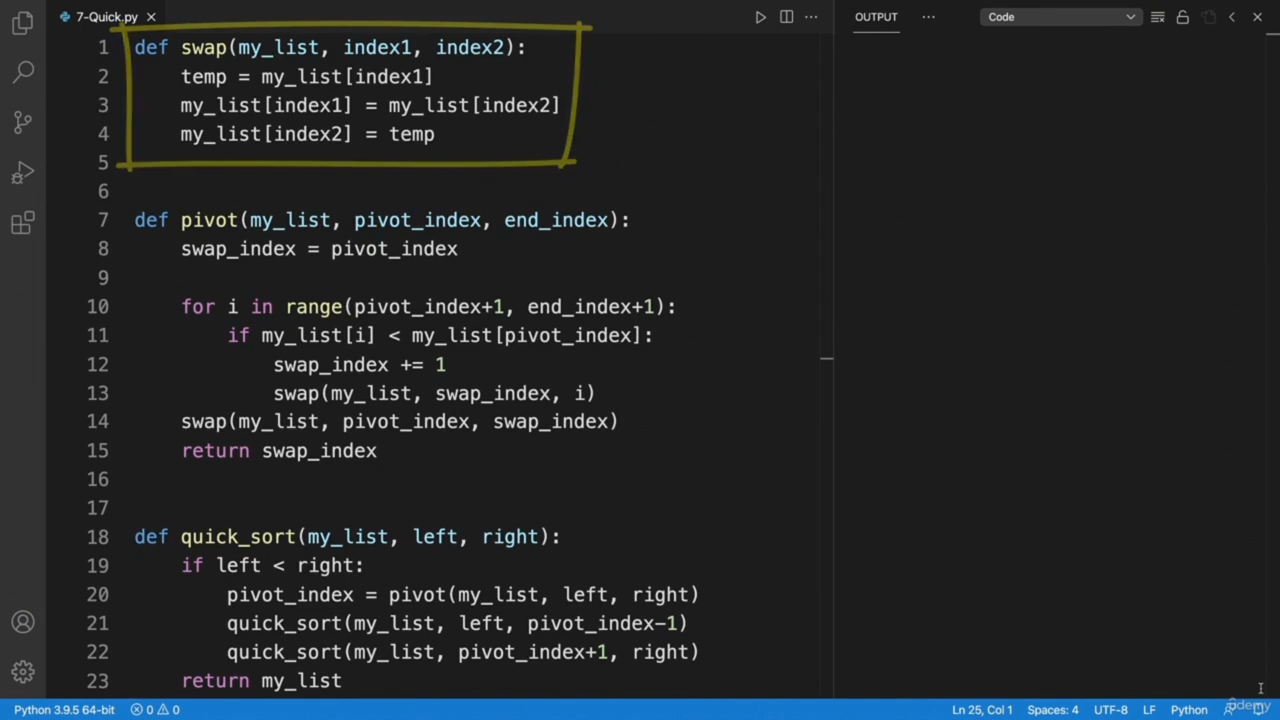 7-Quick.py
OUTPUT
Code
1 def swap(my_list, index1, index2):
2     temp = my_list[index1]
3     my_list[index1] = my_list[index2]
4     my_list[index2] = temp
5
6
7 def pivot(my_list, pivot_index, end_index):
8     swap_index = pivot_index
9
10     for i in range(pivot_index+1, end_index+1):
11         if my_list[i] < my_list[pivot_index]:
12             swap_index += 1
13             swap(my_list, swap_index, i)
14     swap(my_list, pivot_index, swap_index)
15     return swap_index
16
17
18 def quick_sort(my_list, left, right):
19     if left < right:
20         pivot_index = pivot(my_list, left, right)
21         quick_sort(my_list, left, pivot_index-1)
22         quick_sort(my_list, pivot_index+1, right)
23     return my_list
Python 3.9.5 64-bit 0 0 Ln 25, Col 1 Spaces: 4 UTF-8 LF Python
ûdemy